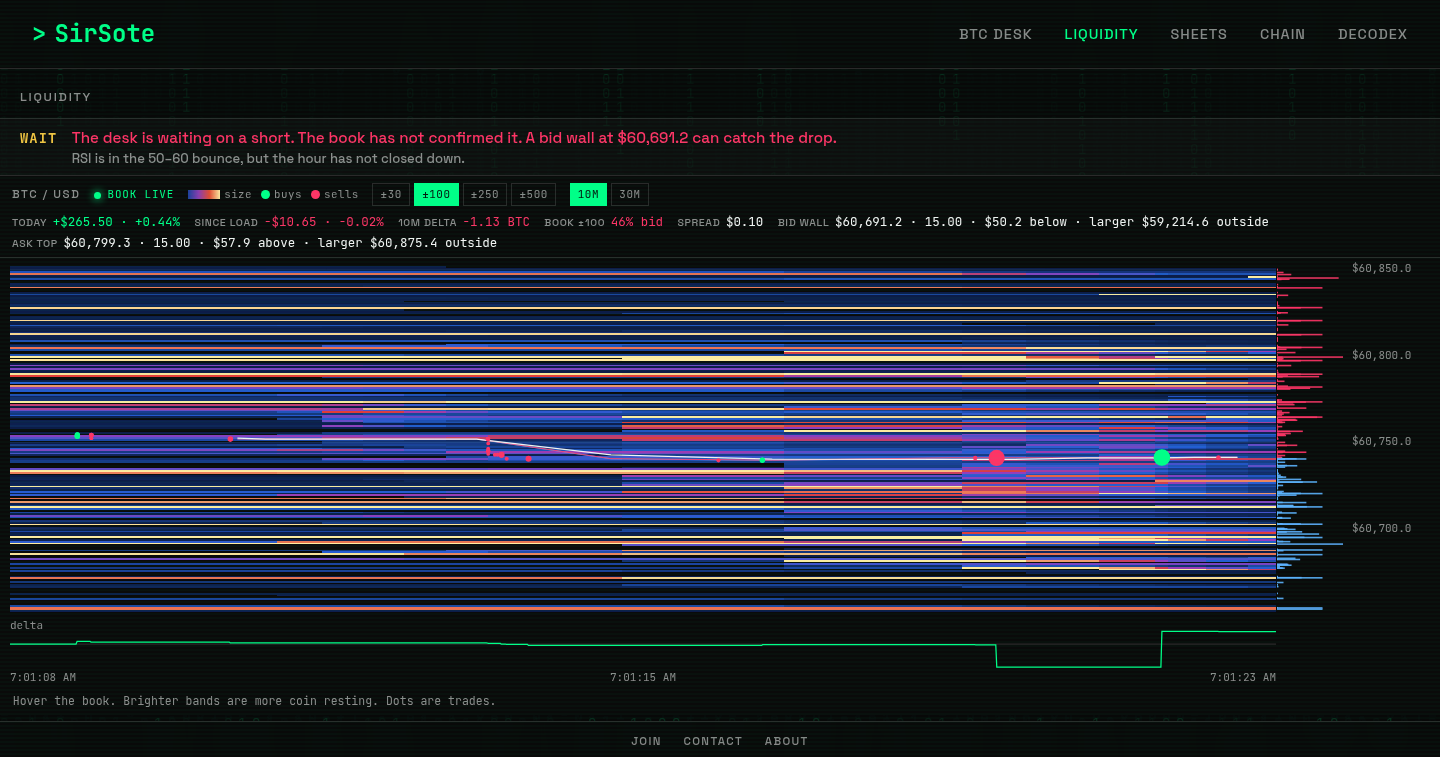 > SirSote
BTC DESK LIQUIDITY SHEETS CHAIN DECODEX
LIQUIDITY
WAIT The desk is waiting on a short. The book has not confirmed it. A bid wall at $60,691.2 can catch the drop.
RSI is in the 50–60 bounce, but the hour has not closed down.
BTC / USD BOOK LIVE size buys sells ±30 ±100 ±250 ±500 10M 30M
TODAY +$265.50 · +0.44% SINCE LOAD -$10.65 · -0.02% 10M DELTA -1.13 BTC BOOK ±100 46% bid SPREAD $0.10 BID WALL $60,691.2 · 15.00 · $50.2 below · larger $59,214.6 outside
ASK TOP $60,799.3 · 15.00 · $57.9 above · larger $60,875.4 outside
$60,850.0
$60,800.0
$60,750.0
$60,700.0
delta
7:01:08 AM 7:01:15 AM 7:01:23 AM
Hover the book. Brighter bands are more coin resting. Dots are trades.
JOIN CONTACT ABOUT